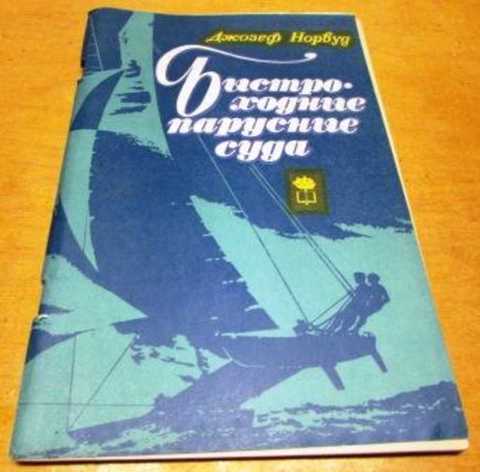 Джозеф Норвуд
Быстро-
ходные
парусные
суда